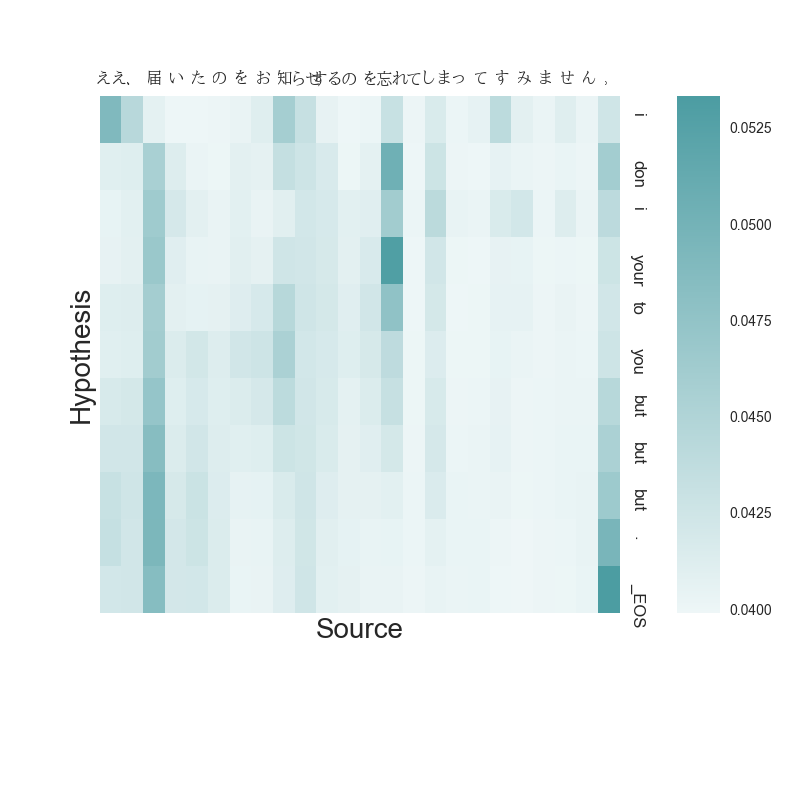 ええ、届いたのをお知らせするのを忘れてしまってすみません。
i
don
i
your
to
you
but
but
but
.
_EOS
Hypothesis
Source
0.0525
0.0500
0.0475
0.0450
0.0425
0.0400